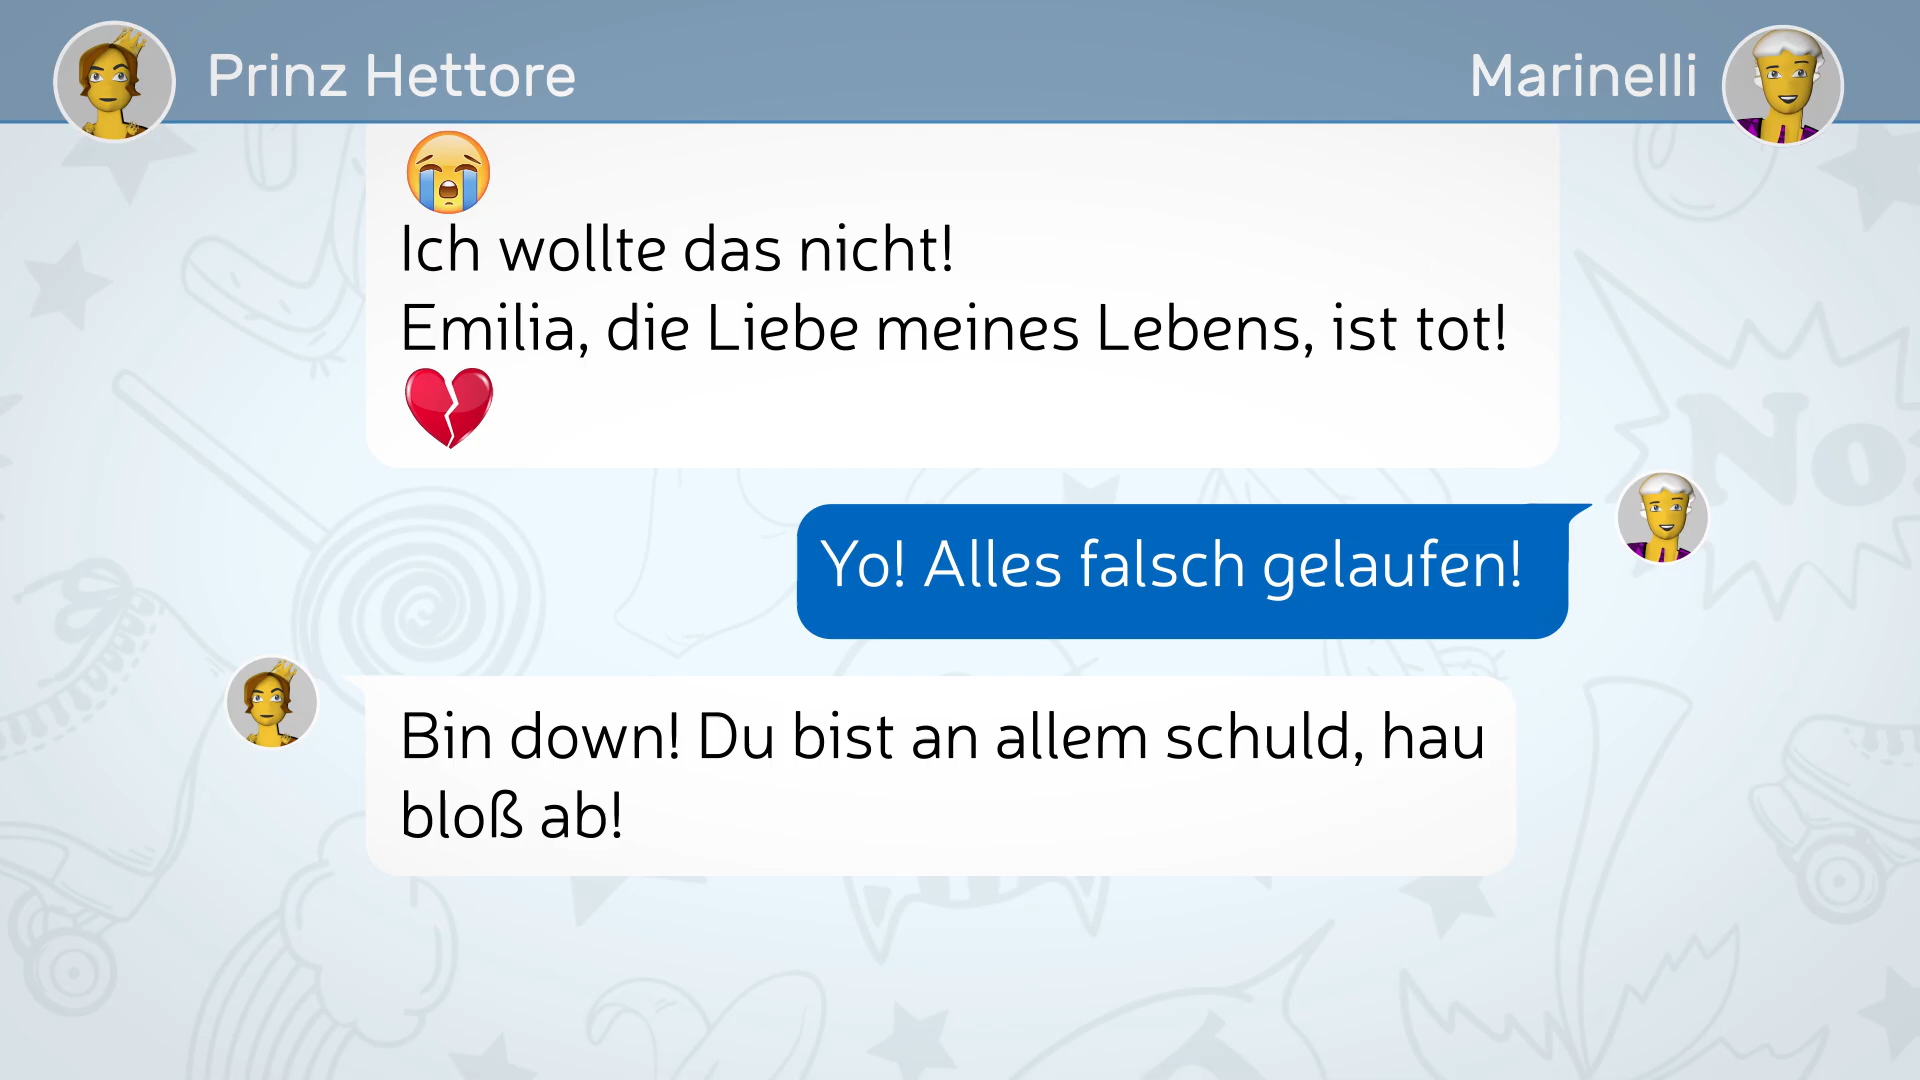 Prinz Hettore
Marinelli
😭
Ich wollte das nicht!
Emilia, die Liebe meines Lebens, ist tot!
💔
Yo! Alles falsch gelaufen!
Bin down! Du bist an allem schuld, hau
bloß ab!
No